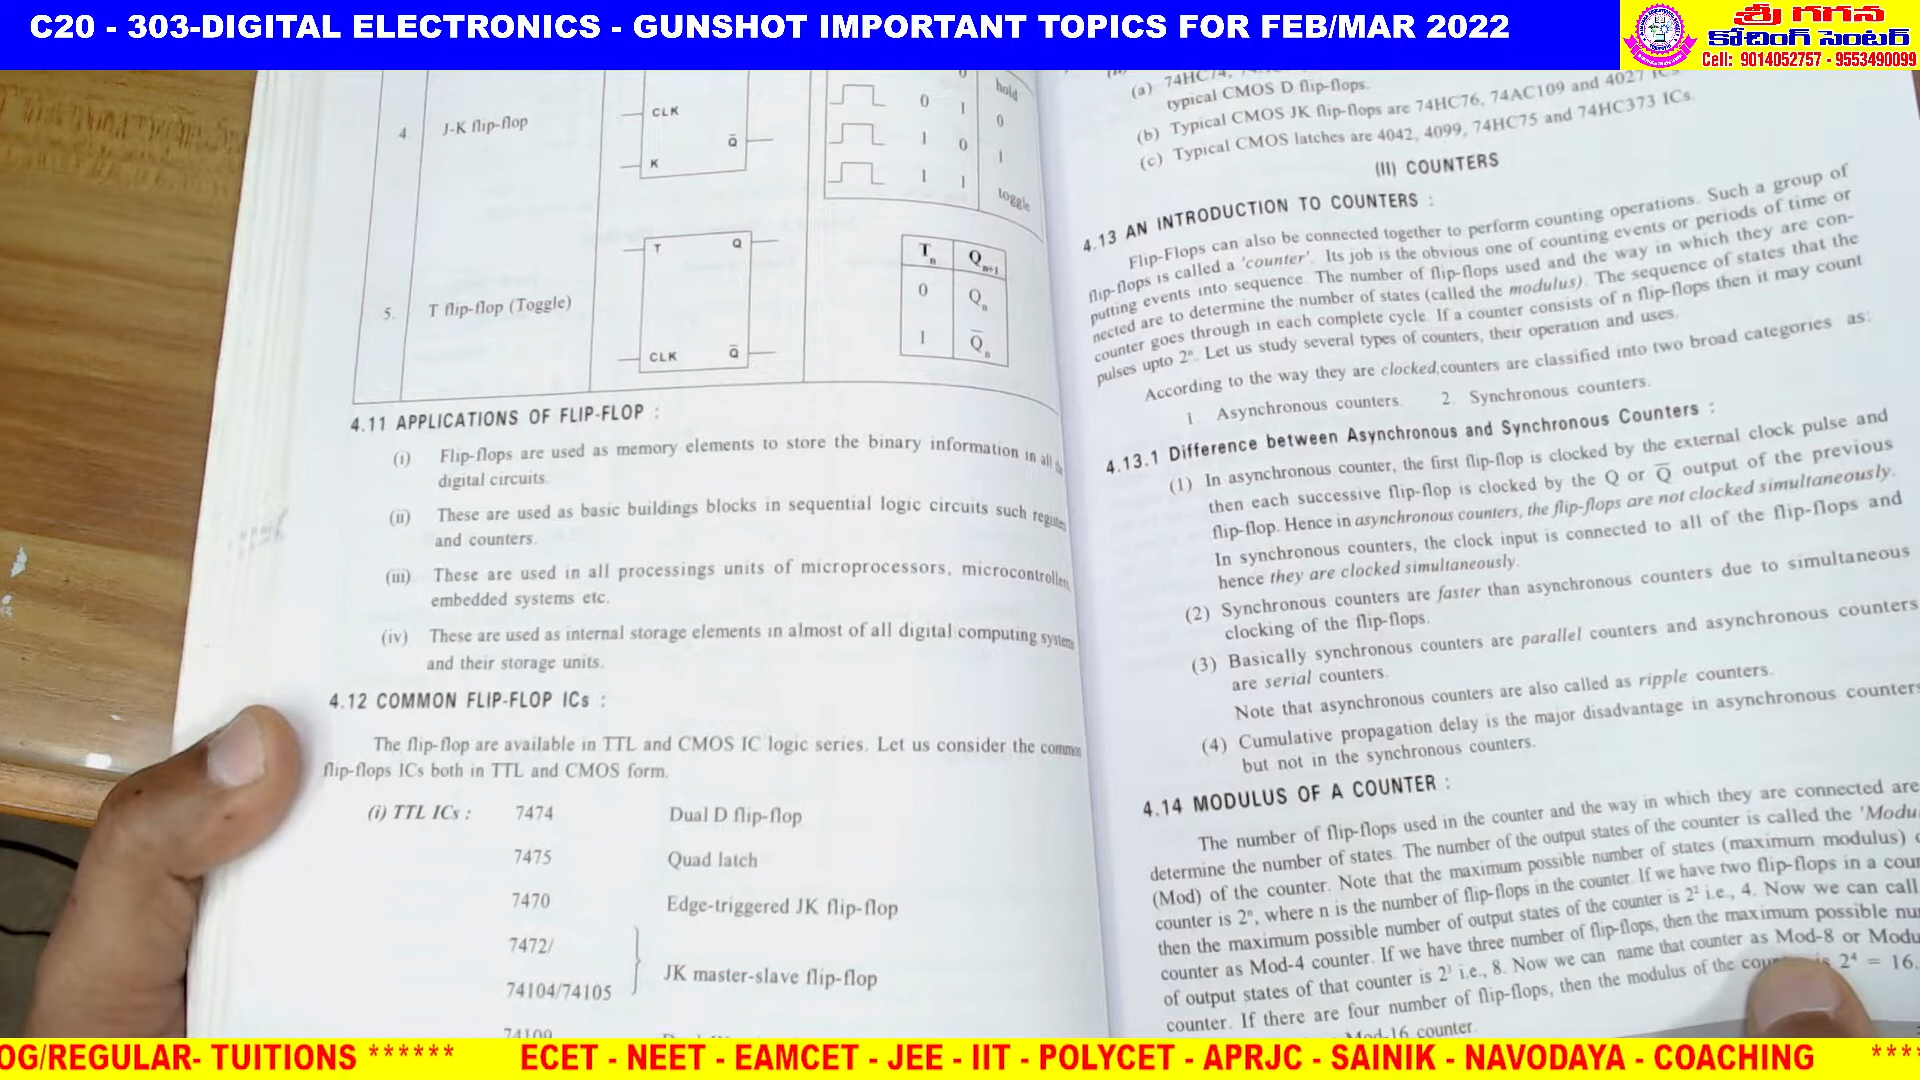 C20 - 303-DIGITAL ELECTRONICS - GUNSHOT IMPORTANT TOPICS FOR FEB/MAR 2022
శ్రీ గగన
కోచింగ్ సెంటర్
Cell: 9014052757 - 9553490099
4 J-K flip-flop
CLK
Q̅
K
0 hold
0 1 0
1 0 1
1 1 toggle
5. T flip-flop (Toggle)
T Q
CLK Q̅
Tn Qn+1
0 Qn
1 Q̅n
4.11 APPLICATIONS OF FLIP-FLOP :
(i) Flip-flops are used as memory elements to store the binary information in all
digital circuits.
(ii) These are used as basic buildings blocks in sequential logic circuits such
and counters.
(iii) These are used in all processings units of microprocessors,
embedded systems etc.
(iv) These are used as internal storage elements in almost of all digital computing
and their storage units.
4.12 COMMON FLIP-FLOP ICs :
The flip-flop are available in TTL and CMOS IC logic series. Let us consider the
flip-flops ICs both in TTL and CMOS form.
(i) TTL ICs : 7474 Dual D flip-flop
7475 Quad latch
7470 Edge-triggered JK flip-flop
7472/
74104/74105 JK master-slave flip-flop
74109
(a) 74HC74,
typical CMOS D flip-flops.
(b) Typical CMOS JK flip-flops are 74HC76, 74AC109 and 4027
(c) Typical CMOS latches are 4042, 4099, 74HC75 and 74HC373 ICs.
(II) COUNTERS
4.13 AN INTRODUCTION TO COUNTERS :
Flip-Flops can also be connected together to perform counting operations. Such a group of
flip-flops is called a 'counter'. Its job is the obvious one of counting events or periods of time or
putting events into sequence. The number of flip-flops used and the way in which they are con-
nected are to determine the number of states (called the modulus). The sequence of states that the
counter goes through in each complete cycle. If a counter consists of n flip-flops then it may count
pulses upto 2ⁿ. Let us study several types of counters, their operation and uses.
According to the way they are clocked, counters are classified into two broad categories as:
1. Asynchronous counters. 2. Synchronous counters.
4.13.1 Difference between Asynchronous and Synchronous Counters :
(1) In asynchronous counter, the first flip-flop is clocked by the external clock pulse and
then each successive flip-flop is clocked by the Q or Q̅ output of the previous
flip-flop. Hence in asynchronous counters, the flip-flops are not clocked simultaneously.
In synchronous counters, the clock input is connected to all of the flip-flops and
hence they are clocked simultaneously.
(2) Synchronous counters are faster than asynchronous counters due to simultaneous
clocking of the flip-flops.
(3) Basically synchronous counters are parallel counters and asynchronous counters
are serial counters.
Note that asynchronous counters are also called as ripple counters.
(4) Cumulative propagation delay is the major disadvantage in asynchronous counters
but not in the synchronous counters.
4.14 MODULUS OF A COUNTER :
The number of flip-flops used in the counter and the way in which they are connected are
determine the number of states. The number of the output states of the counter is called the
(Mod) of the counter. Note that the maximum possible number of states (maximum modulus)
counter is 2ⁿ, where n is the number of flip-flops in the counter. If we have two flip-flops in a
then the maximum possible number of output states of the counter is 2² i.e., 4. Now we can call
counter as Mod-4 counter. If we have three number of flip-flops, then the maximum possible
of output states of that counter is 2³ i.e., 8. Now we can name that counter as Mod-8 or
counter. If there are four number of flip-flops, then the modulus of the 2⁴ = 16.
Mod-16 counter.
OG/REGULAR- TUITIONS ****** ECET - NEET - EAMCET - JEE - IIT - POLYCET - APRJC - SAINIK - NAVODAYA - COACHING ****